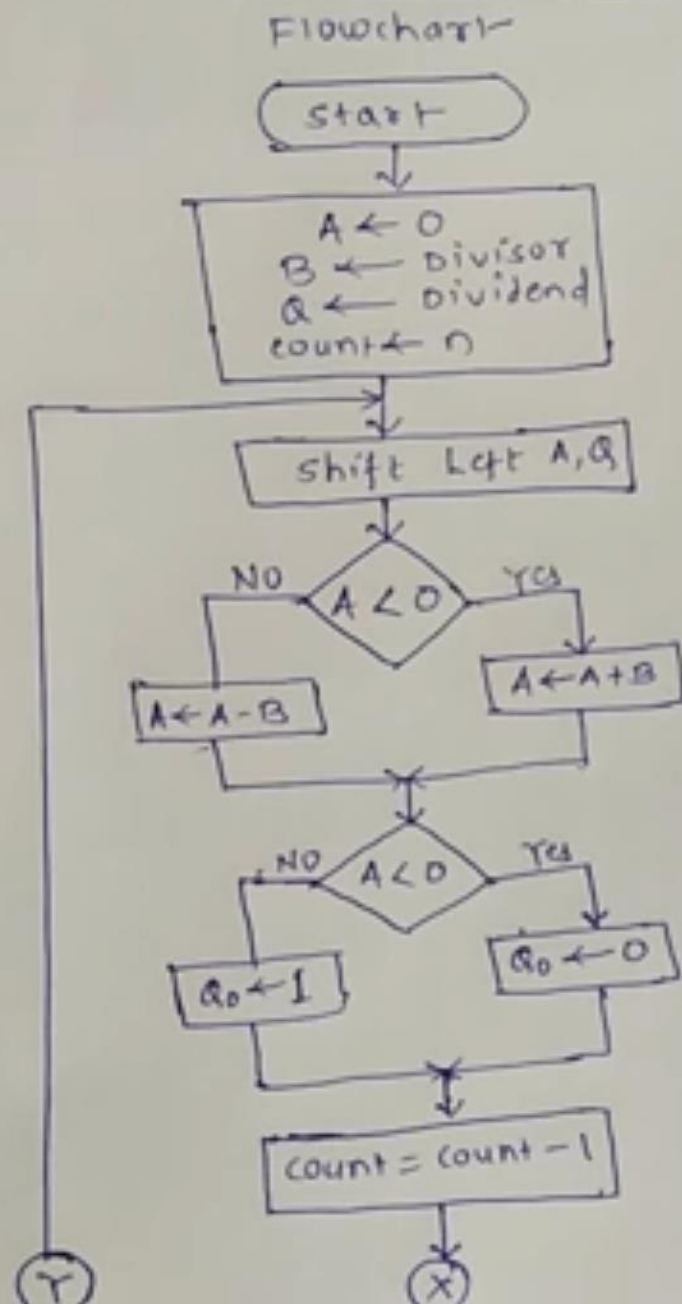 Flowchart
Start
A ← 0
B ← Divisor
Q ← Dividend
count ← n
Shift Left A, Q
A < 0
NO
Yes
A ← A - B
A ← A + B
A < 0
NO
Yes
Q0 ← 1
Q0 ← 0
count = count - 1
Y
X